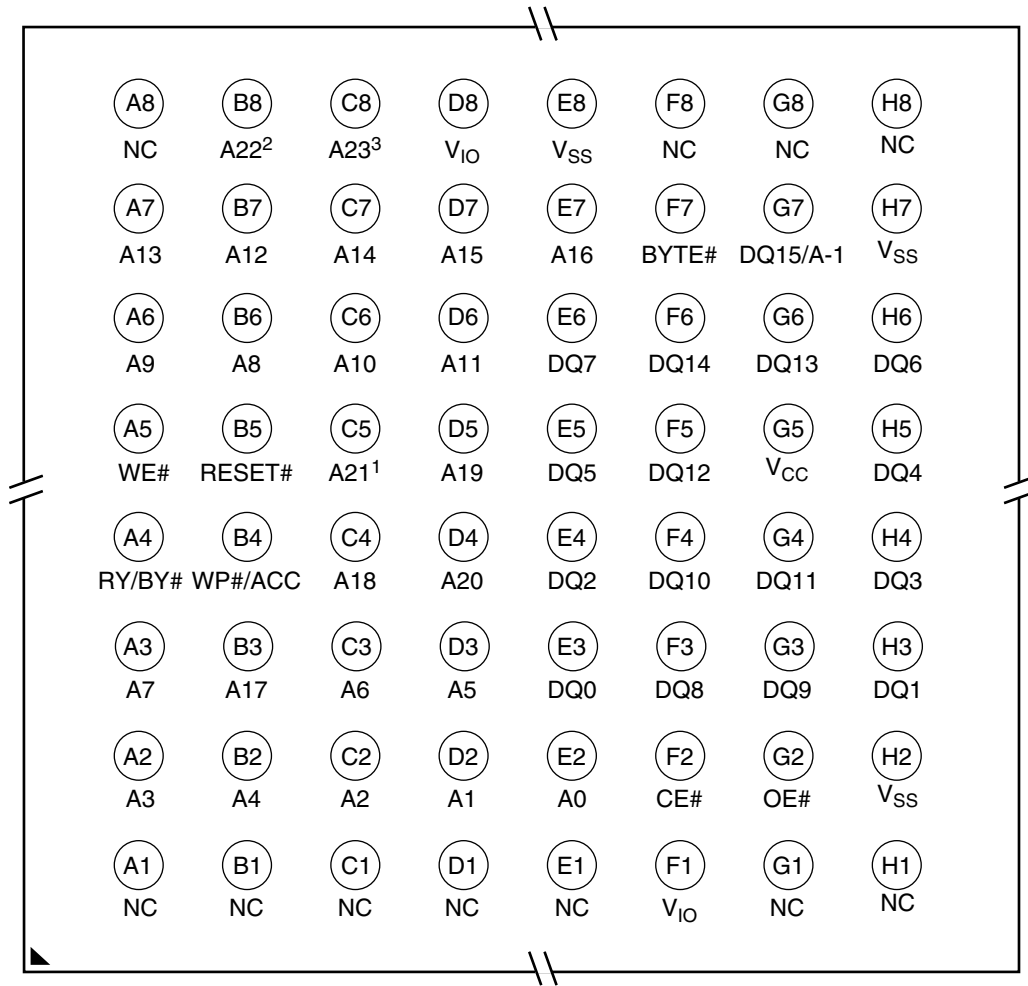 A8 B8 C8 D8 E8 F8 G8 H8
NC A22² A23³ V_IO V_SS NC NC NC
A7 B7 C7 D7 E7 F7 G7 H7
A13 A12 A14 A15 A16 BYTE# DQ15/A-1 V_SS
A6 B6 C6 D6 E6 F6 G6 H6
A9 A8 A10 A11 DQ7 DQ14 DQ13 DQ6
A5 B5 C5 D5 E5 F5 G5 H5
WE# RESET# A21¹ A19 DQ5 DQ12 V_CC DQ4
A4 B4 C4 D4 E4 F4 G4 H4
RY/BY# WP#/ACC A18 A20 DQ2 DQ10 DQ11 DQ3
A3 B3 C3 D3 E3 F3 G3 H3
A7 A17 A6 A5 DQ0 DQ8 DQ9 DQ1
A2 B2 C2 D2 E2 F2 G2 H2
A3 A4 A2 A1 A0 CE# OE# V_SS
A1 B1 C1 D1 E1 F1 G1 H1
NC NC NC NC NC V_IO NC NC